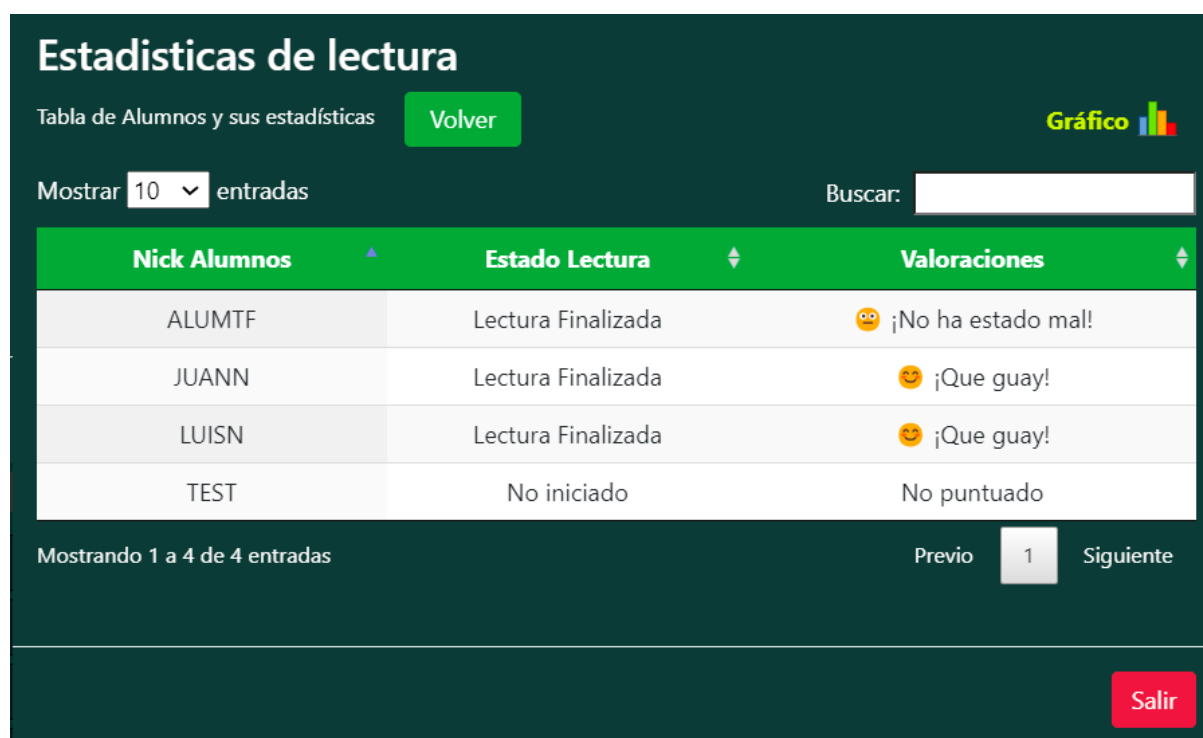 Estadisticas de lectura
Tabla de Alumnos y sus estadísticas Volver Gráfico
Mostrar 10 entradas Buscar:
Nick Alumnos Estado Lectura Valoraciones
ALUMTF Lectura Finalizada 😐 ¡No ha estado mal!
JUANN Lectura Finalizada 😊 ¡Que guay!
LUISN Lectura Finalizada 😊 ¡Que guay!
TEST No iniciado No puntuado
Mostrando 1 a 4 de 4 entradas Previo 1 Siguiente
Salir